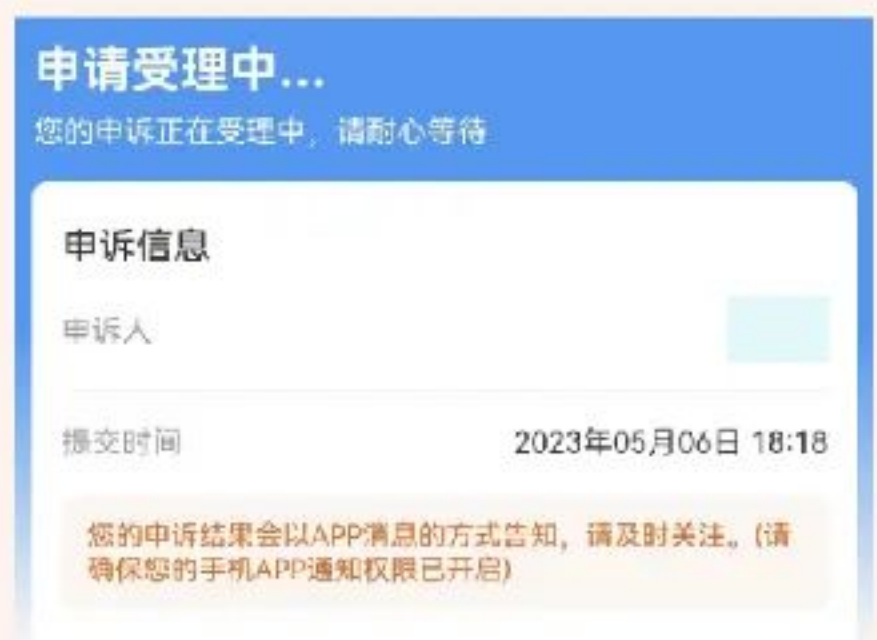 申请受理中...
您的申诉正在受理中，请耐心等待
申诉信息
申诉人
提交时间 2023年05月06日 18:18
您的申诉结果会以APP消息的方式告知，请及时关注。(请
确保您的手机APP通知权限已开启)